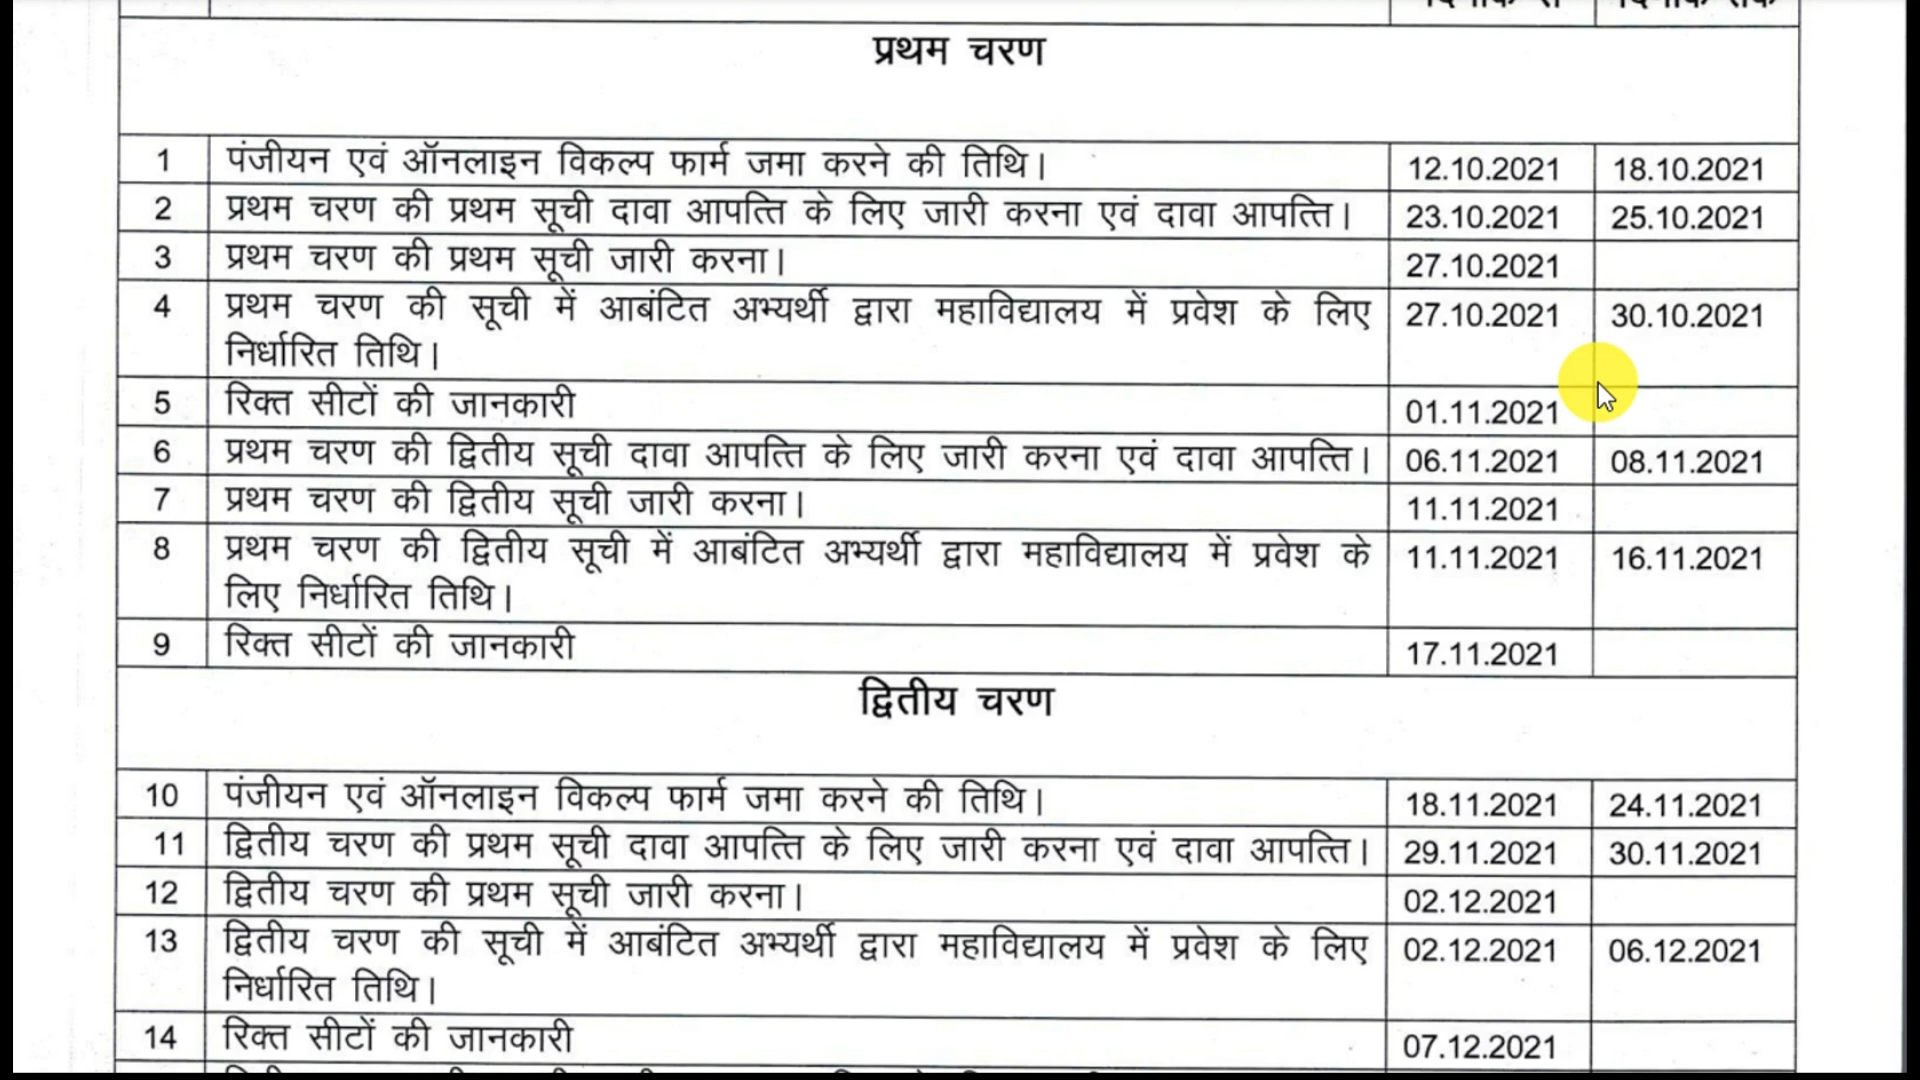 प्रथम चरण
1 पंजीयन एवं ऑनलाइन विकल्प फार्म जमा करने की तिथि। 12.10.2021 18.10.2021
2 प्रथम चरण की प्रथम सूची दावा आपत्ति के लिए जारी करना एवं दावा आपत्ति। 23.10.2021 25.10.2021
3 प्रथम चरण की प्रथम सूची जारी करना। 27.10.2021
4 प्रथम चरण की सूची में आबंटित अभ्यर्थी द्वारा महाविद्यालय में प्रवेश के लिए 27.10.2021 30.10.2021
निर्धारित तिथि।
5 रिक्त सीटों की जानकारी 01.11.2021
6 प्रथम चरण की द्वितीय सूची दावा आपत्ति के लिए जारी करना एवं दावा आपत्ति। 06.11.2021 08.11.2021
7 प्रथम चरण की द्वितीय सूची जारी करना। 11.11.2021
8 प्रथम चरण की द्वितीय सूची में आबंटित अभ्यर्थी द्वारा महाविद्यालय में प्रवेश के 11.11.2021 16.11.2021
लिए निर्धारित तिथि।
9 रिक्त सीटों की जानकारी 17.11.2021
द्वितीय चरण
10 पंजीयन एवं ऑनलाइन विकल्प फार्म जमा करने की तिथि। 18.11.2021 24.11.2021
11 द्वितीय चरण की प्रथम सूची दावा आपत्ति के लिए जारी करना एवं दावा आपत्ति। 29.11.2021 30.11.2021
12 द्वितीय चरण की प्रथम सूची जारी करना। 02.12.2021
13 द्वितीय चरण की सूची में आबंटित अभ्यर्थी द्वारा महाविद्यालय में प्रवेश के लिए 02.12.2021 06.12.2021
निर्धारित तिथि।
14 रिक्त सीटों की जानकारी 07.12.2021